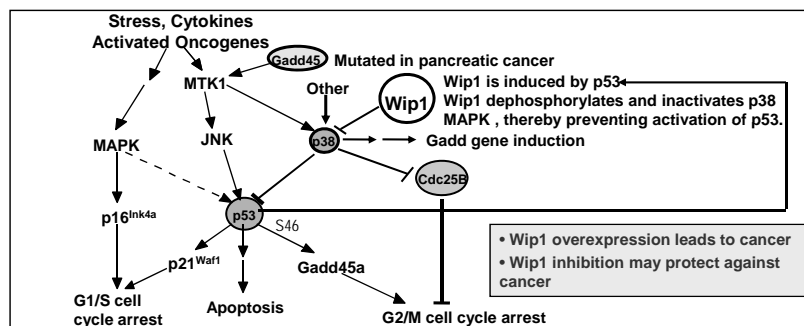 Stress, Cytokines
Activated Oncogenes
Gadd45
Mutated in pancreatic cancer
MTK1
Other
Wip1
Wip1 is induced by p53
Wip1 dephosphorylates and inactivates p38
MAPK , thereby preventing activation of p53.
MAPK
JNK
p38
Gadd gene induction
Cdc25B
p16Ink4a
p53
S46
p21Waf1
Gadd45a
• Wip1 overexpression leads to cancer
• Wip1 inhibition may protect against
cancer
G1/S cell
cycle arrest
Apoptosis
G2/M cell cycle arrest